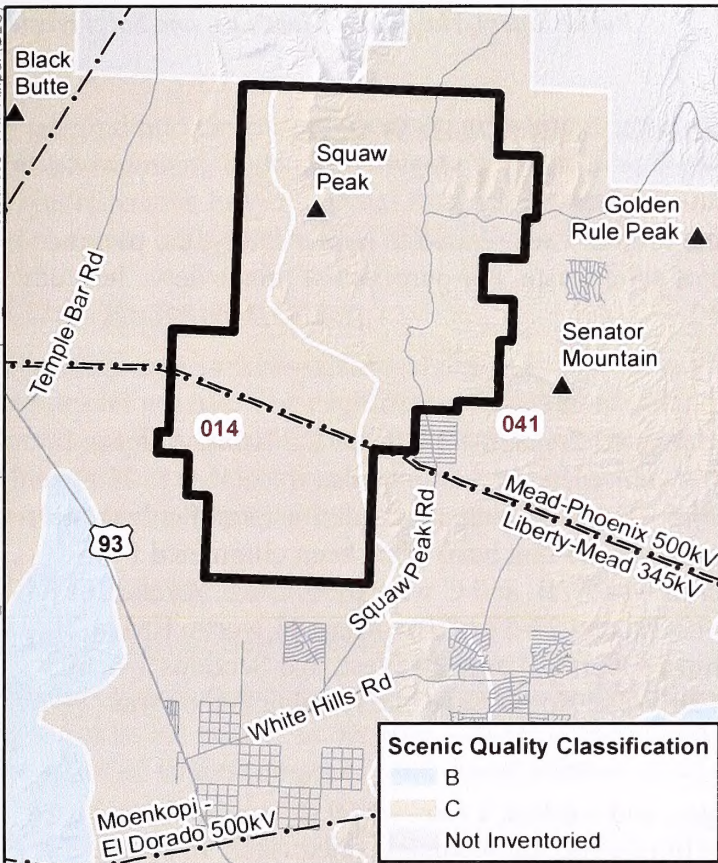 Black
Butte
Squaw
Peak
Golden
Rule Peak
Temple Bar Rd
Senator
Mountain
014
041
Mead-Phoenix 500kV
Liberty-Mead 345kV
93
Squaw Peak Rd
White Hills Rd
Moenkopi -
El Dorado 500kV
Scenic Quality Classification
B
C
Not Inventoried